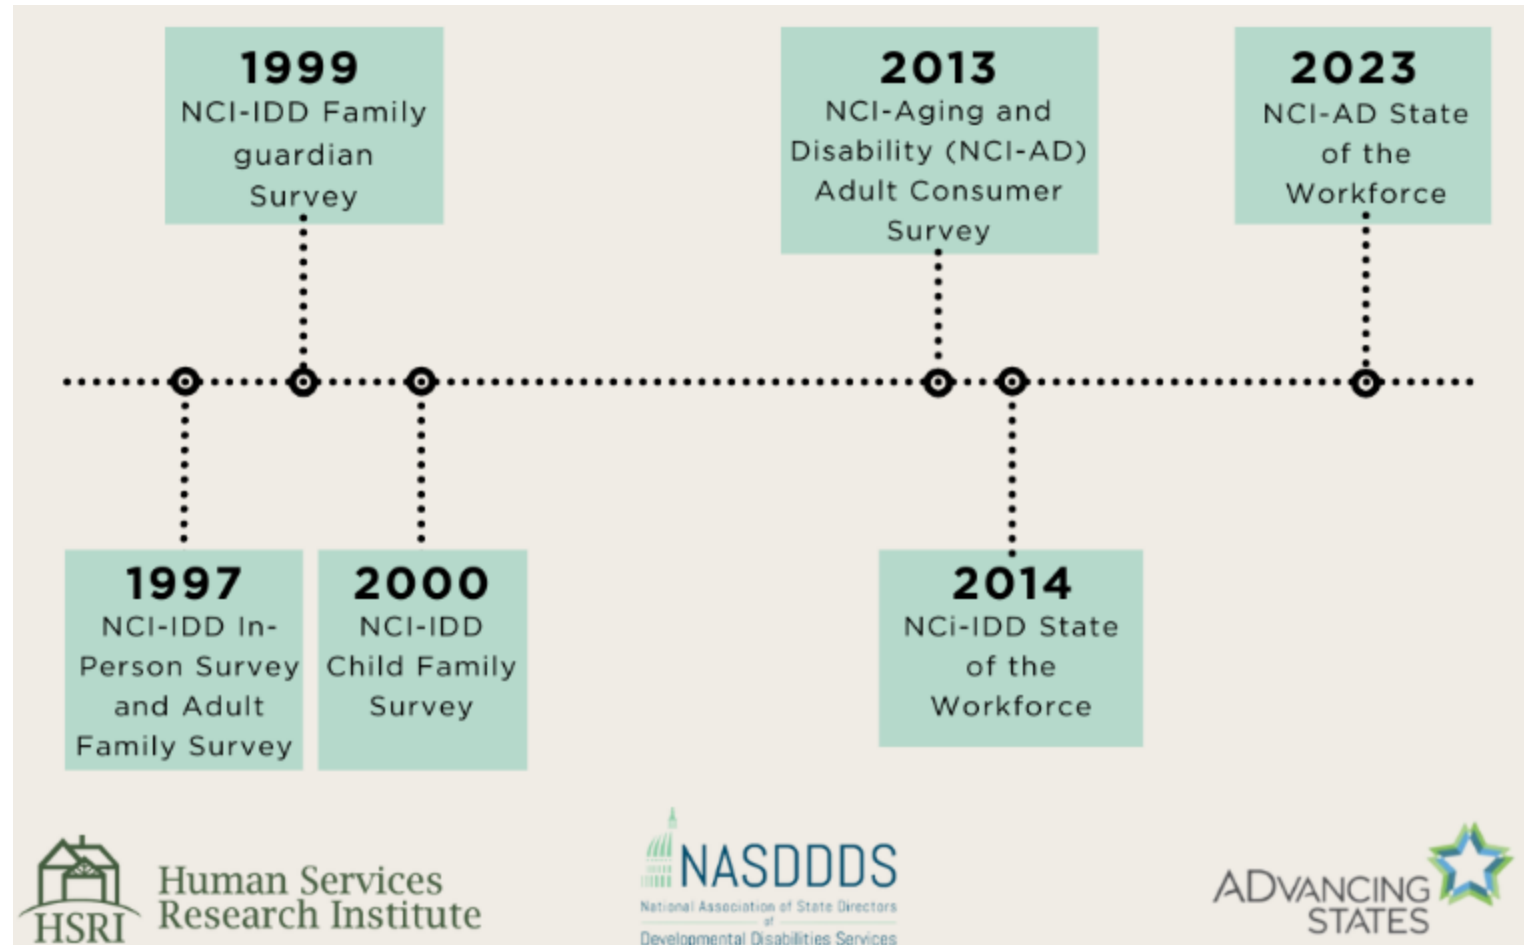 1999
NCI-IDD Family
guardian
Survey
2013
NCI-Aging and
Disability (NCI-AD)
Adult Consumer
Survey
2023
NCI-AD State
of the
Workforce
1997
NCI-IDD In-
Person Survey
and Adult
Family Survey
2000
NCI-IDD
Child Family
Survey
2014
NCi-IDD State
of the
Workforce
HSRI
Human Services
Research Institute
NASDDDS
National Association of State Directors
of
Developmental Disabilities Services
ADVANCING
STATES